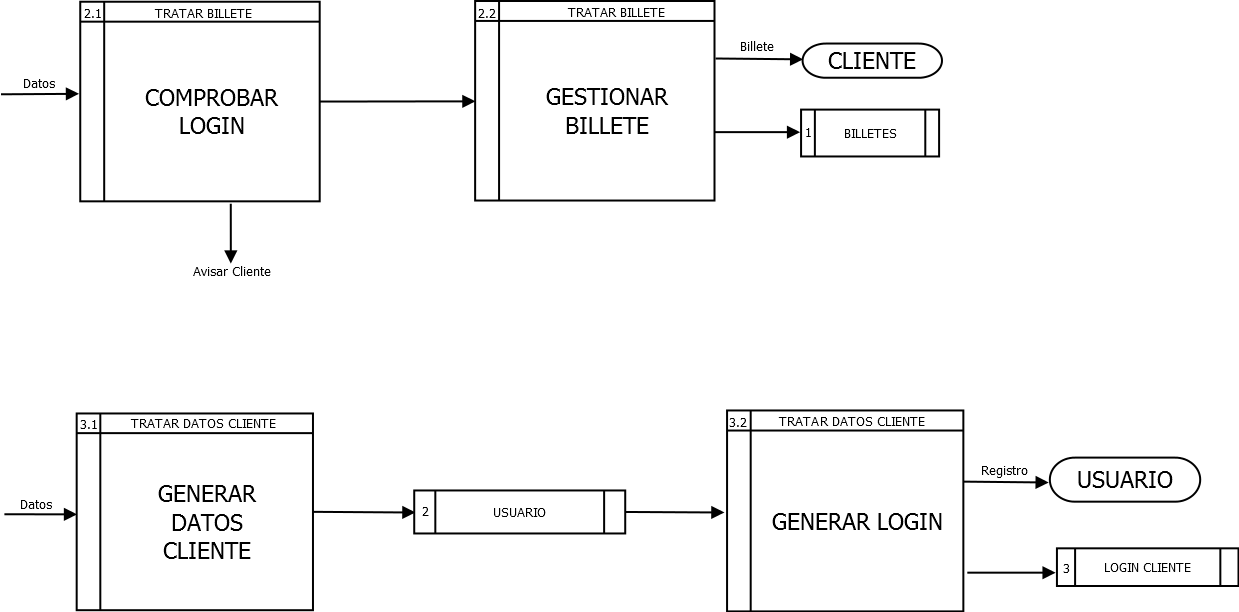 2.1 TRATAR BILLETE
Datos
COMPROBAR
LOGIN
Avisar Cliente
2.2 TRATAR BILLETE
GESTIONAR
BILLETE
Billete
CLIENTE
1 BILLETES
3.1 TRATAR DATOS CLIENTE
Datos
GENERAR
DATOS
CLIENTE
2 USUARIO
3.2 TRATAR DATOS CLIENTE
GENERAR LOGIN
Registro
USUARIO
3 LOGIN CLIENTE